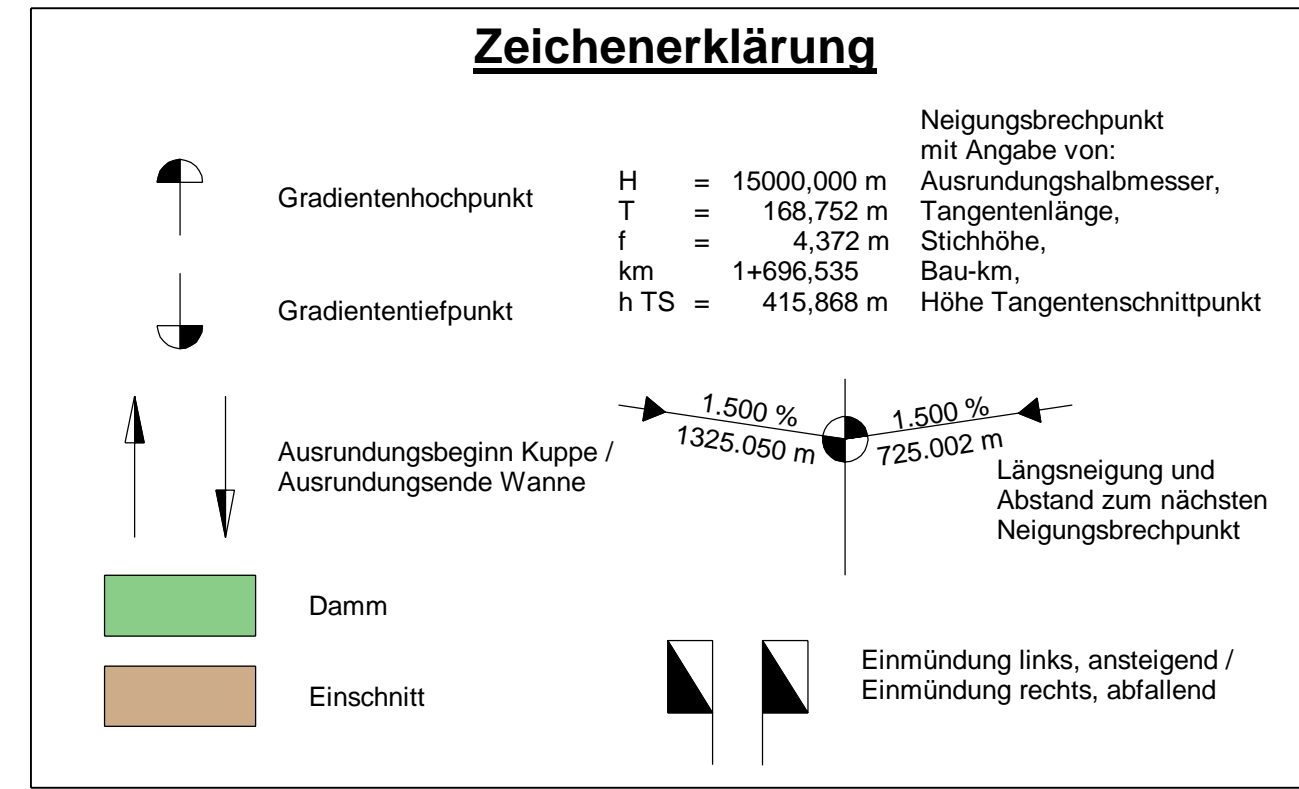 Zeichenerklärung
Gradientenhochpunkt
Gradiententiefpunkt
Ausrundungsbeginn Kuppe /
Ausrundungsende Wanne
Damm
Einschnitt
Neigungsbrechpunkt
mit Angabe von:
H = 15000,000 m Ausrundungshalbmesser,
T = 168,752 m Tangentenlänge,
f = 4,372 m Stichhöhe,
km 1+696,535 Bau-km,
h TS = 415,868 m Höhe Tangentenschnittpunkt
1.500 % 1.500 %
1325.050 m 725.002 m
Längsneigung und
Abstand zum nächsten
Neigungsbrechpunkt
Einmündung links, ansteigend /
Einmündung rechts, abfallend